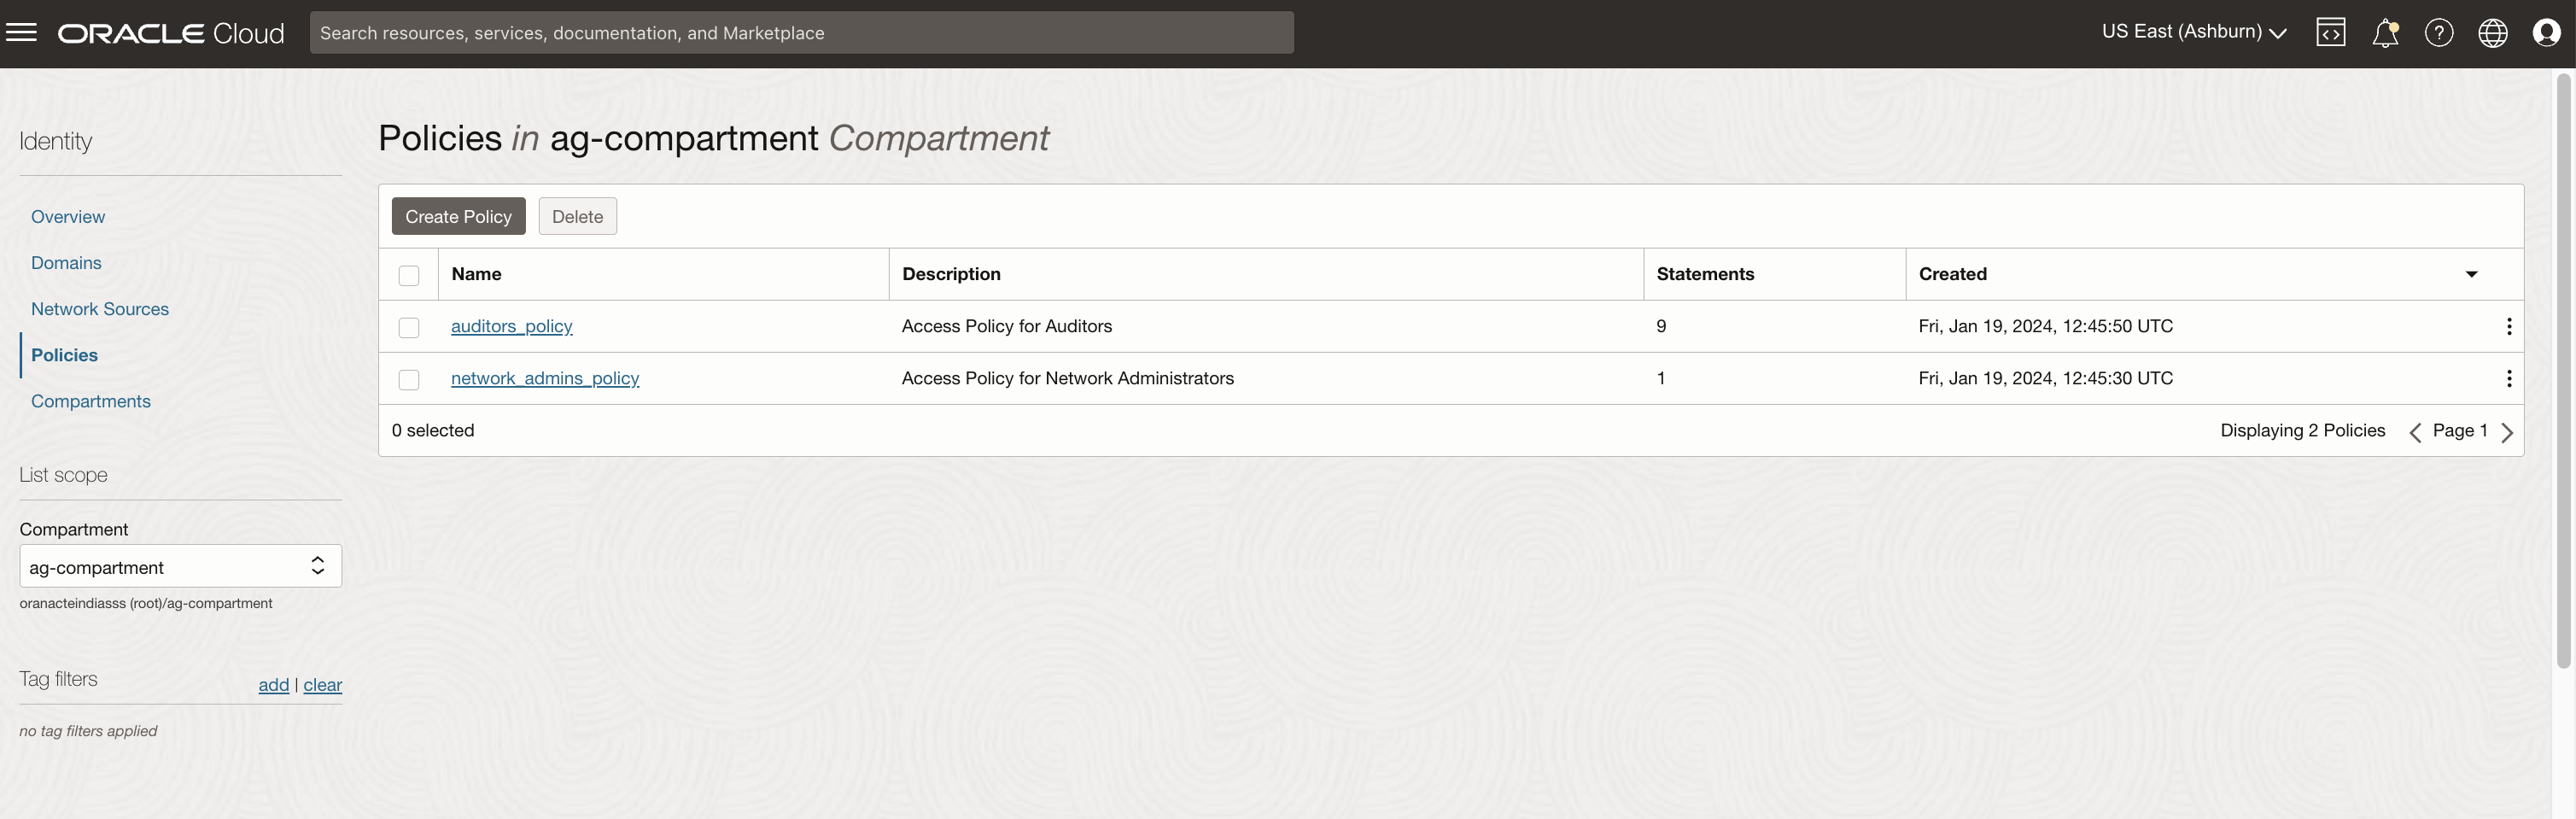 ORACLE Cloud
Search resources, services, documentation, and Marketplace
US East (Ashburn)
Identity
Overview
Domains
Network Sources
Policies
Compartments
List scope
Compartment
ag-compartment
oranacteindiasss (root)/ag-compartment
Tag filters add | clear
no tag filters applied
Policies in ag-compartment Compartment
Create Policy Delete
Name Description Statements Created
auditors_policy Access Policy for Auditors 9 Fri, Jan 19, 2024, 12:45:50 UTC
network_admins_policy Access Policy for Network Administrators 1 Fri, Jan 19, 2024, 12:45:30 UTC
0 selected Displaying 2 Policies Page 1